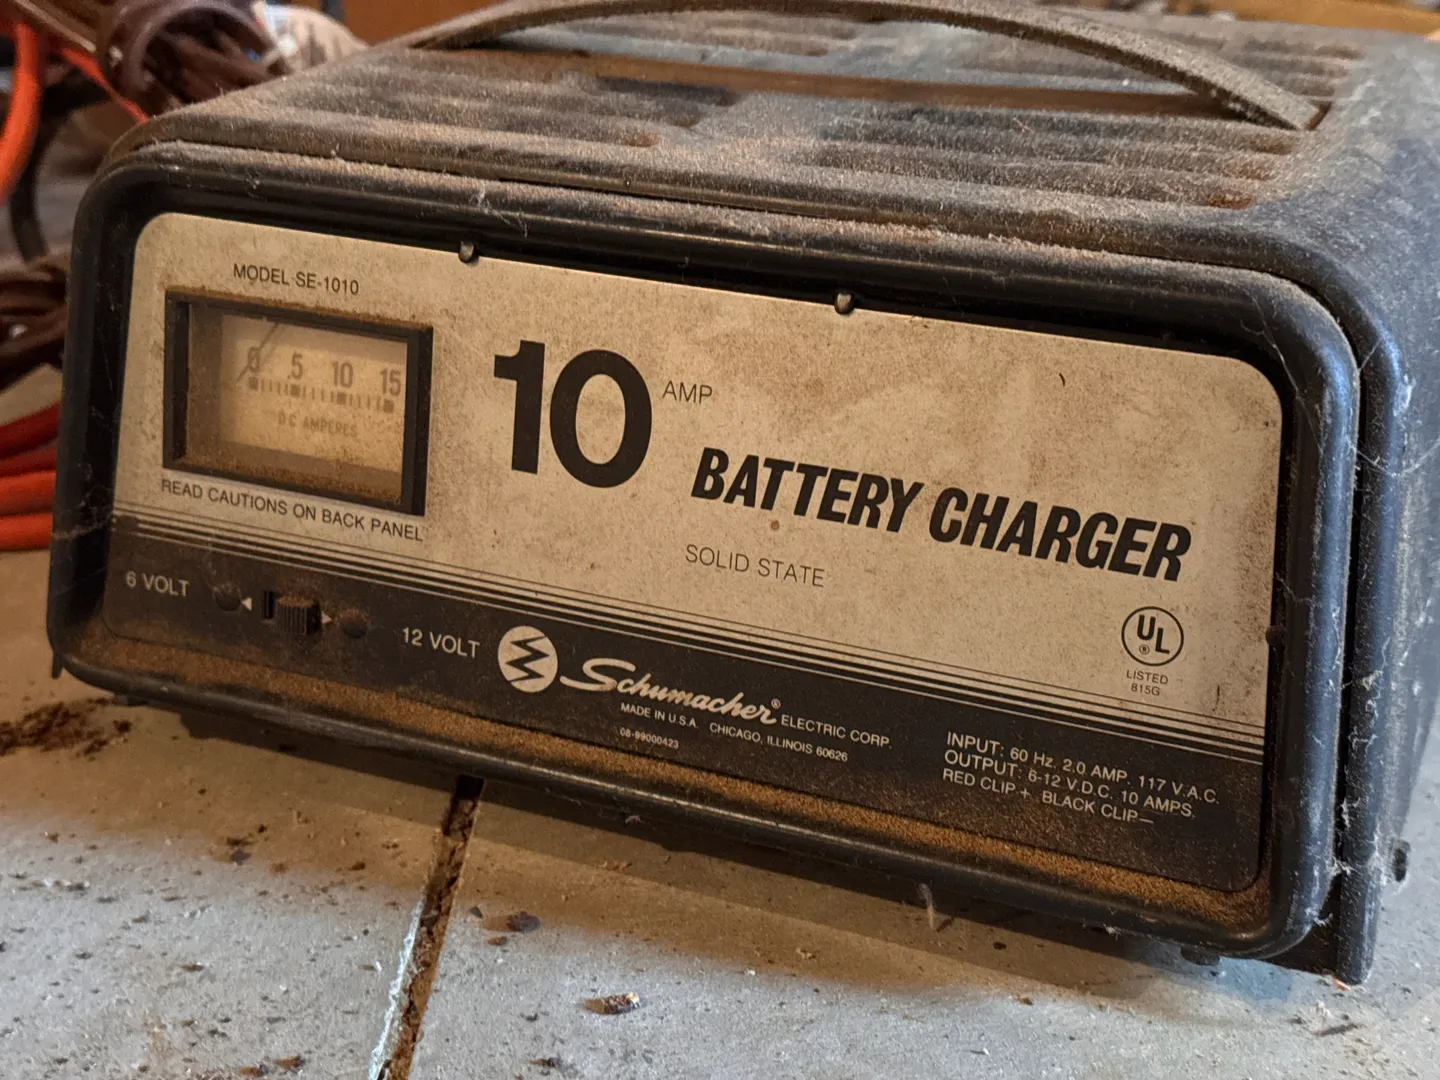 MODEL SE-1010
0 5 10 15
D C AMPERES
READ CAUTIONS ON BACK PANEL
10 AMP
BATTERY CHARGER
SOLID STATE
6 VOLT
12 VOLT
Schumacher® ELECTRIC CORP.
MADE IN U.S.A. CHICAGO, ILLINOIS 60626
08-99000423
UL
®
LISTED
815G
INPUT: 60 Hz. 2.0 AMP. 117 V.A.C.
OUTPUT: 6-12 V.D.C. 10 AMPS.
RED CLIP + BLACK CLIP—